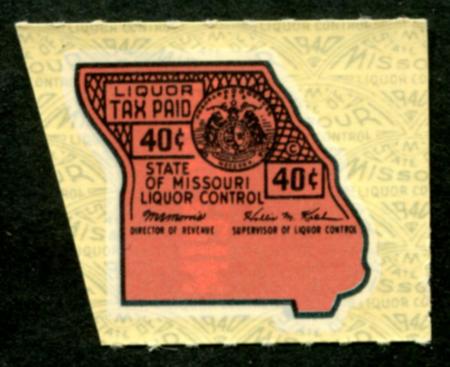 LIQUOR
TAX PAID
40¢
STATE
OF MISSOURI
LIQUOR CONTROL
©
40¢
DIRECTOR OF REVENUE
SUPERVISOR OF LIQUOR CONTROL